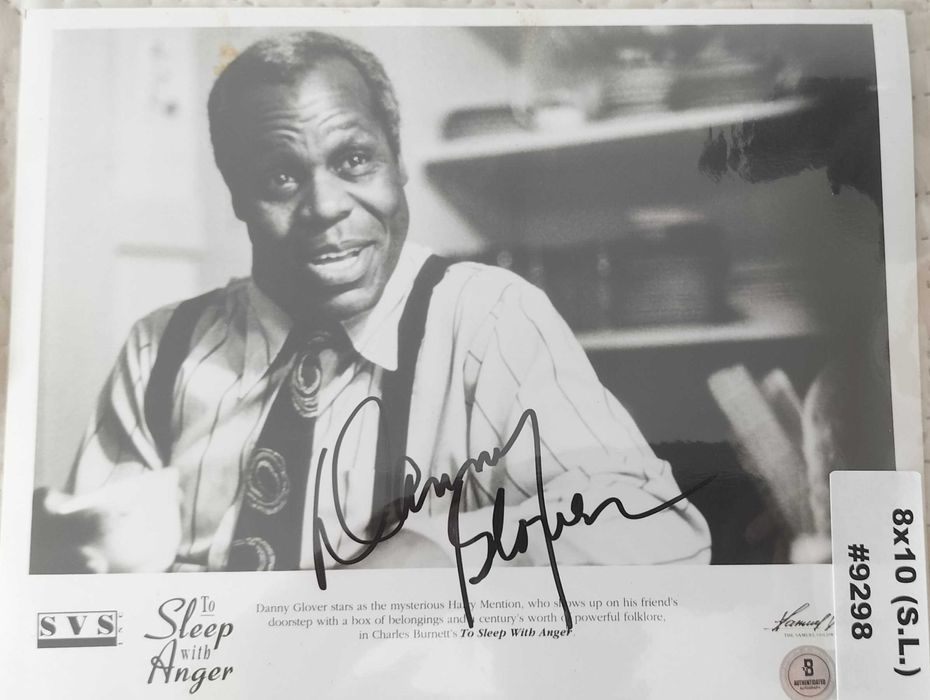 Danny Glover
8x10 (S.L.)
#9298
SVS
To
Sleep
with
Anger
Danny Glover stars as the mysterious Harry Mention, who shows up on his friend's
doorstep with a box of belongings and a century's worth of powerful folklore,
in Charles Burnett's To Sleep With Anger
B
AUTHENTICATED